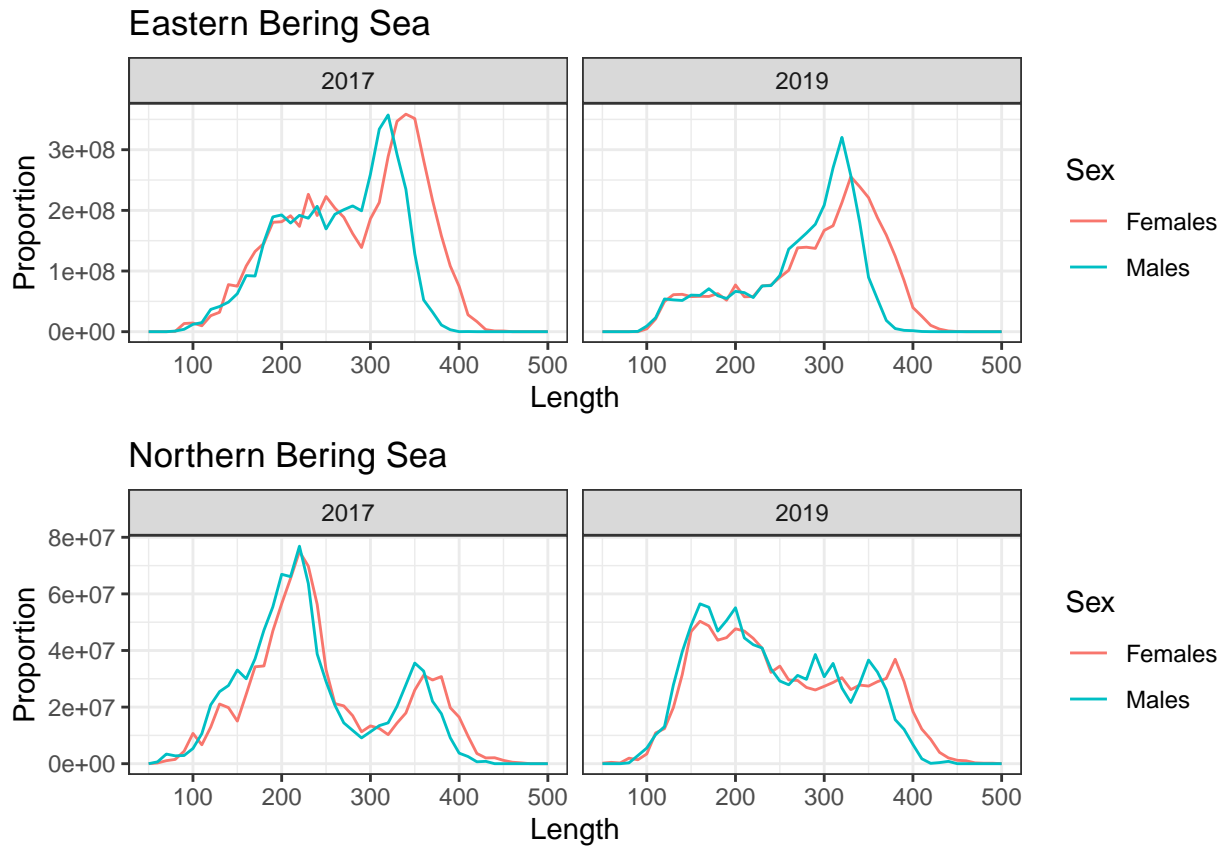 Eastern Bering Sea
2017 2019
3e+08
2e+08
1e+08
0e+00
Proportion
100 200 300 400 500 100 200 300 400 500
Length
Sex
Females
Males
Northern Bering Sea
2017 2019
8e+07
6e+07
4e+07
2e+07
0e+00
Proportion
100 200 300 400 500 100 200 300 400 500
Length
Sex
Females
Males